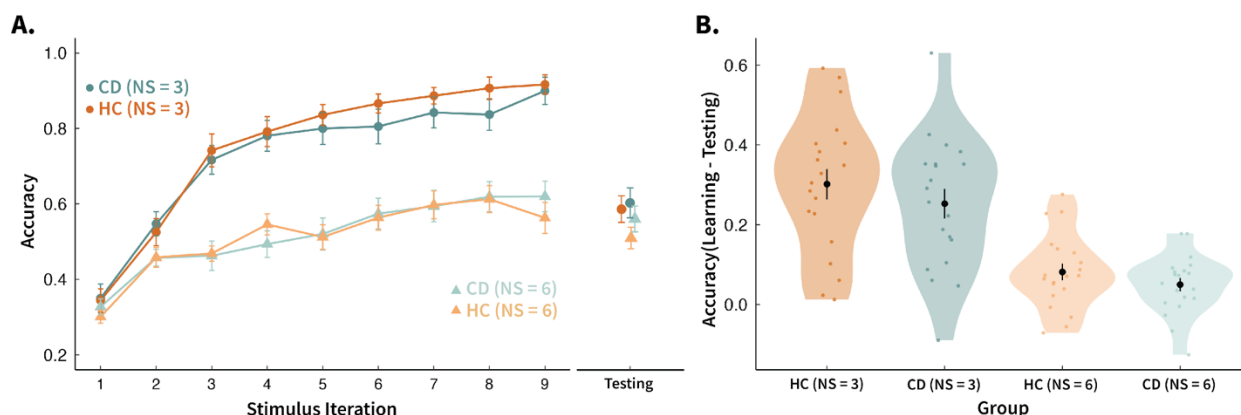 A.
Accuracy
1.0
0.8
0.6
0.4
0.2
CD (NS = 3)
HC (NS = 3)
CD (NS = 6)
HC (NS = 6)
1 2 3 4 5 6 7 8 9
Testing
Stimulus Iteration
B.
Accuracy(Learning - Testing)
0.6
0.4
0.2
0.0
HC (NS = 3) CD (NS = 3) HC (NS = 6) CD (NS = 6)
Group